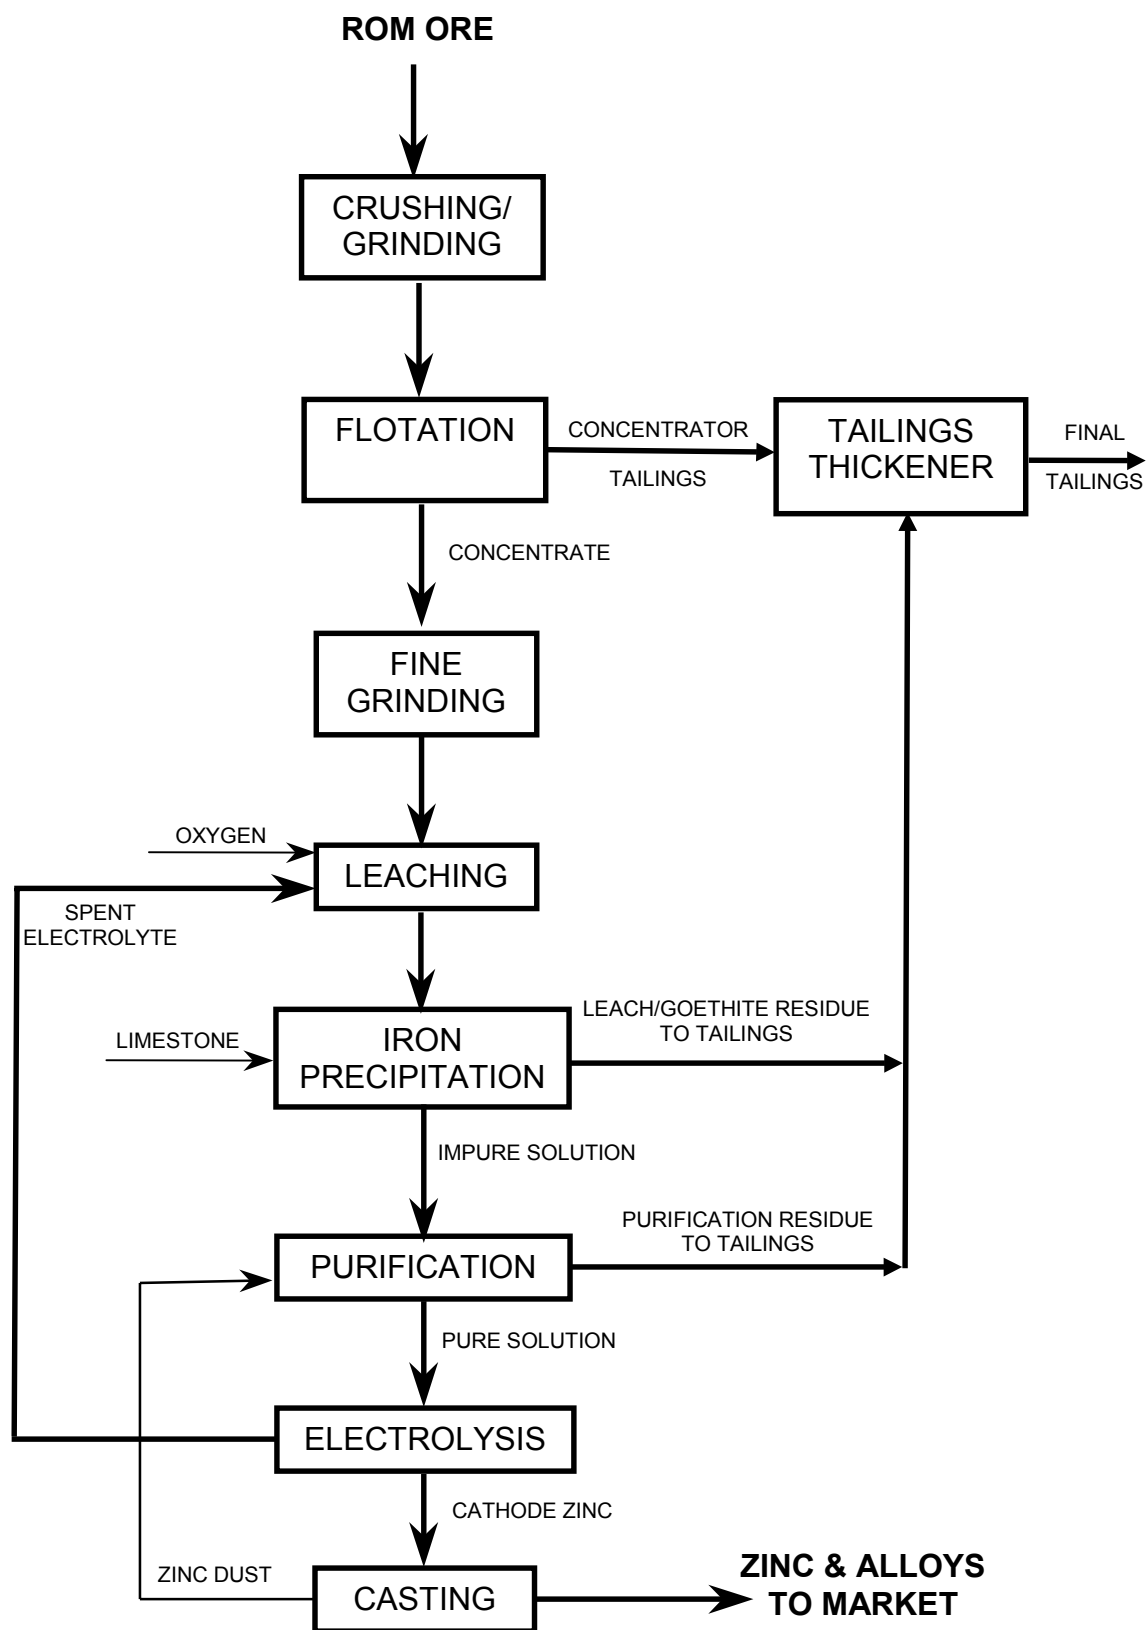 ROM ORE
CRUSHING/
GRINDING
FLOTATION
CONCENTRATOR
TAILINGS
TAILINGS
THICKENER
FINAL
TAILINGS
CONCENTRATE
FINE
GRINDING
OXYGEN
LEACHING
SPENT
ELECTROLYTE
LIMESTONE
IRON
PRECIPITATION
LEACH/GOETHITE RESIDUE
TO TAILINGS
IMPURE SOLUTION
PURIFICATION
PURIFICATION RESIDUE
TO TAILINGS
PURE SOLUTION
ELECTROLYSIS
CATHODE ZINC
ZINC DUST
CASTING
ZINC & ALLOYS
TO MARKET